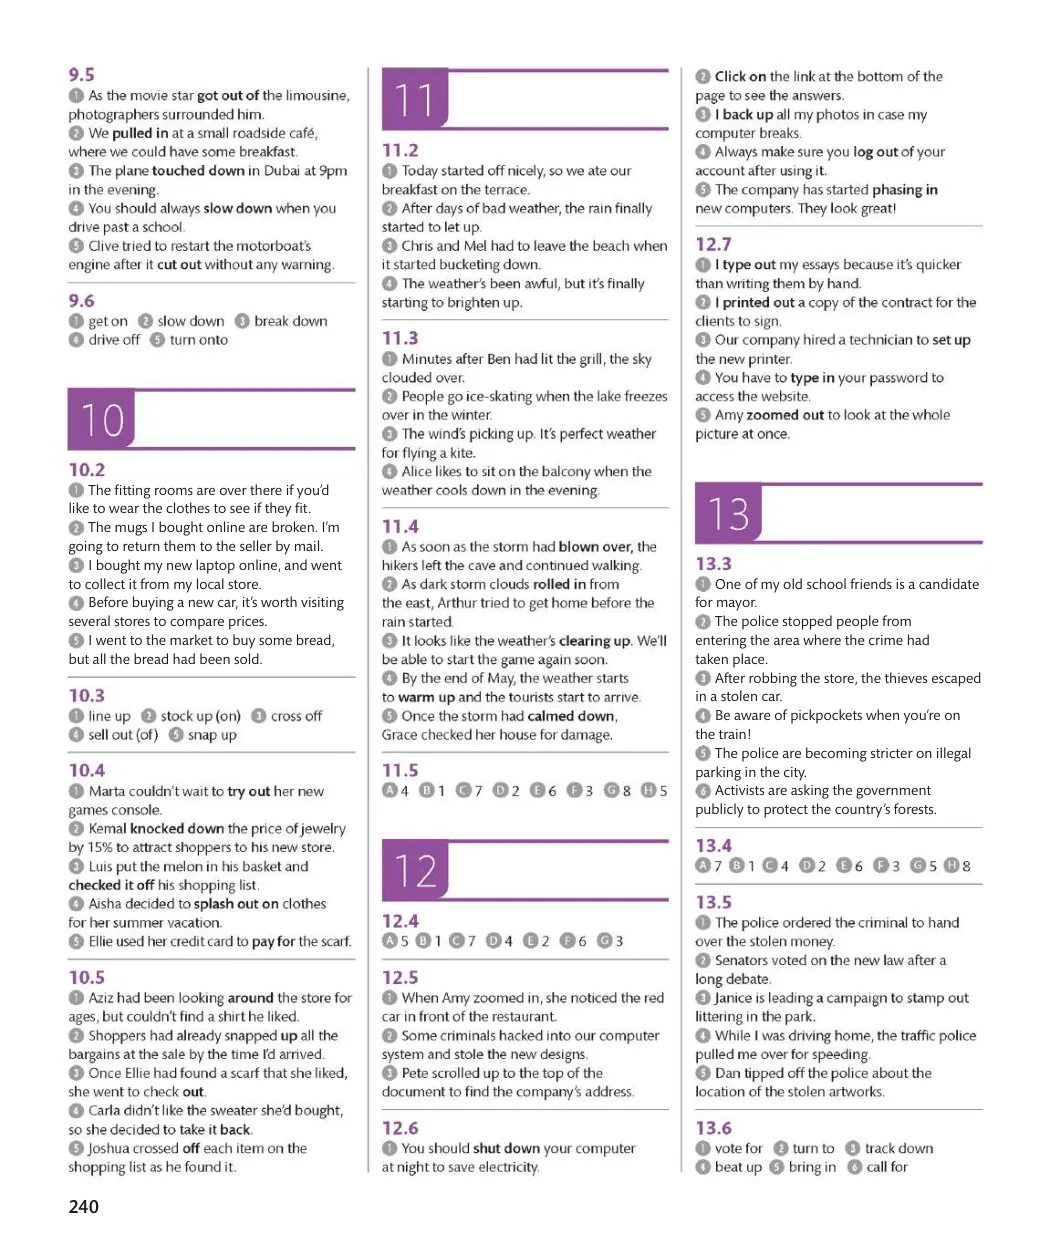 9.5
1 As the movie star got out of the limousine,
photographers surrounded him.
2 We pulled in at a small roadside café,
where we could have some breakfast.
3 The plane touched down in Dubai at 9pm
in the evening.
4 You should always slow down when you
drive past a school.
5 Clive tried to restart the motorboat's
engine after it cut out without any warning.
9.6
1 get on 2 slow down 3 break down
4 drive off 5 turn onto
10
10.2
1 The fitting rooms are over there if you'd
like to wear the clothes to see if they fit.
2 The mugs I bought online are broken. I'm
going to return them to the seller by mail.
3 I bought my new laptop online, and went
to collect it from my local store.
4 Before buying a new car, it's worth visiting
several stores to compare prices.
5 I went to the market to buy some bread,
but all the bread had been sold.
10.3
1 line up 2 stock up (on) 3 cross off
4 sell out (of) 5 snap up
10.4
1 Marta couldn't wait to try out her new
games console.
2 Kemal knocked down the price of jewelry
by 15% to attract shoppers to his new store.
3 Luis put the melon in his basket and
checked it off his shopping list.
4 Aisha decided to splash out on clothes
for her summer vacation.
5 Ellie used her credit card to pay for the scarf.
10.5
1 Aziz had been looking around the store for
ages, but couldn't find a shirt he liked.
2 Shoppers had already snapped up all the
bargains at the sale by the time I'd arrived.
3 Once Ellie had found a scarf that she liked,
she went to check out.
4 Carla didn't like the sweater she'd bought,
so she decided to take it back.
5 Joshua crossed off each item on the
shopping list as he found it.
11
11.2
1 Today started off nicely, so we ate our
breakfast on the terrace.
2 After days of bad weather, the rain finally
started to let up.
3 Chris and Mel had to leave the beach when
it started bucketing down.
4 The weather's been awful, but it's finally
starting to brighten up.
11.3
1 Minutes after Ben had lit the grill, the sky
clouded over.
2 People go ice-skating when the lake freezes
over in the winter.
3 The wind's picking up. It's perfect weather
for flying a kite.
4 Alice likes to sit on the balcony when the
weather cools down in the evening.
11.4
1 As soon as the storm had blown over, the
hikers left the cave and continued walking.
2 As dark storm clouds rolled in from
the east, Arthur tried to get home before the
rain started.
3 It looks like the weather's clearing up. We'll
be able to start the game again soon.
4 By the end of May, the weather starts
to warm up and the tourists start to arrive.
5 Once the storm had calmed down,
Grace checked her house for damage.
11.5
A 4 B 1 C 7 D 2 E 6 F 3 G 8 H 5
12
12.4
A 5 B 1 C 7 D 4 E 2 F 6 G 3
12.5
1 When Amy zoomed in, she noticed the red
car in front of the restaurant.
2 Some criminals hacked into our computer
system and stole the new designs.
3 Pete scrolled up to the top of the
document to find the company's address.
12.6
1 You should shut down your computer
at night to save electricity.
2 Click on the link at the bottom of the
page to see the answers.
3 I back up all my photos in case my
computer breaks.
4 Always make sure you log out of your
account after using it.
5 The company has started phasing in
new computers. They look great!
12.7
1 I type out my essays because it's quicker
than writing them by hand.
2 I printed out a copy of the contract for the
clients to sign.
3 Our company hired a technician to set up
the new printer.
4 You have to type in your password to
access the website.
5 Amy zoomed out to look at the whole
picture at once.
13
13.3
1 One of my old school friends is a candidate
for mayor.
2 The police stopped people from
entering the area where the crime had
taken place.
3 After robbing the store, the thieves escaped
in a stolen car.
4 Be aware of pickpockets when you're on
the train!
5 The police are becoming stricter on illegal
parking in the city.
6 Activists are asking the government
publicly to protect the country's forests.
13.4
A 7 B 1 C 4 D 2 E 6 F 3 G 5 H 8
13.5
1 The police ordered the criminal to hand
over the stolen money.
2 Senators voted on the new law after a
long debate.
3 Janice is leading a campaign to stamp out
littering in the park.
4 While I was driving home, the traffic police
pulled me over for speeding.
5 Dan tipped off the police about the
location of the stolen artworks.
13.6
1 vote for 2 turn to 3 track down
4 beat up 5 bring in 6 call for
240